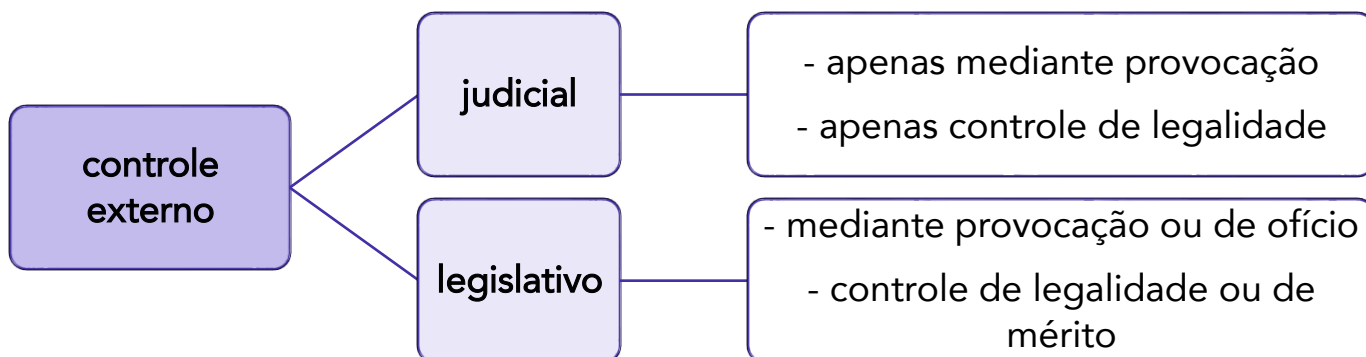 controle
externo
judicial
- apenas mediante provocação
- apenas controle de legalidade
legislativo
- mediante provocação ou de ofício
- controle de legalidade ou de
mérito